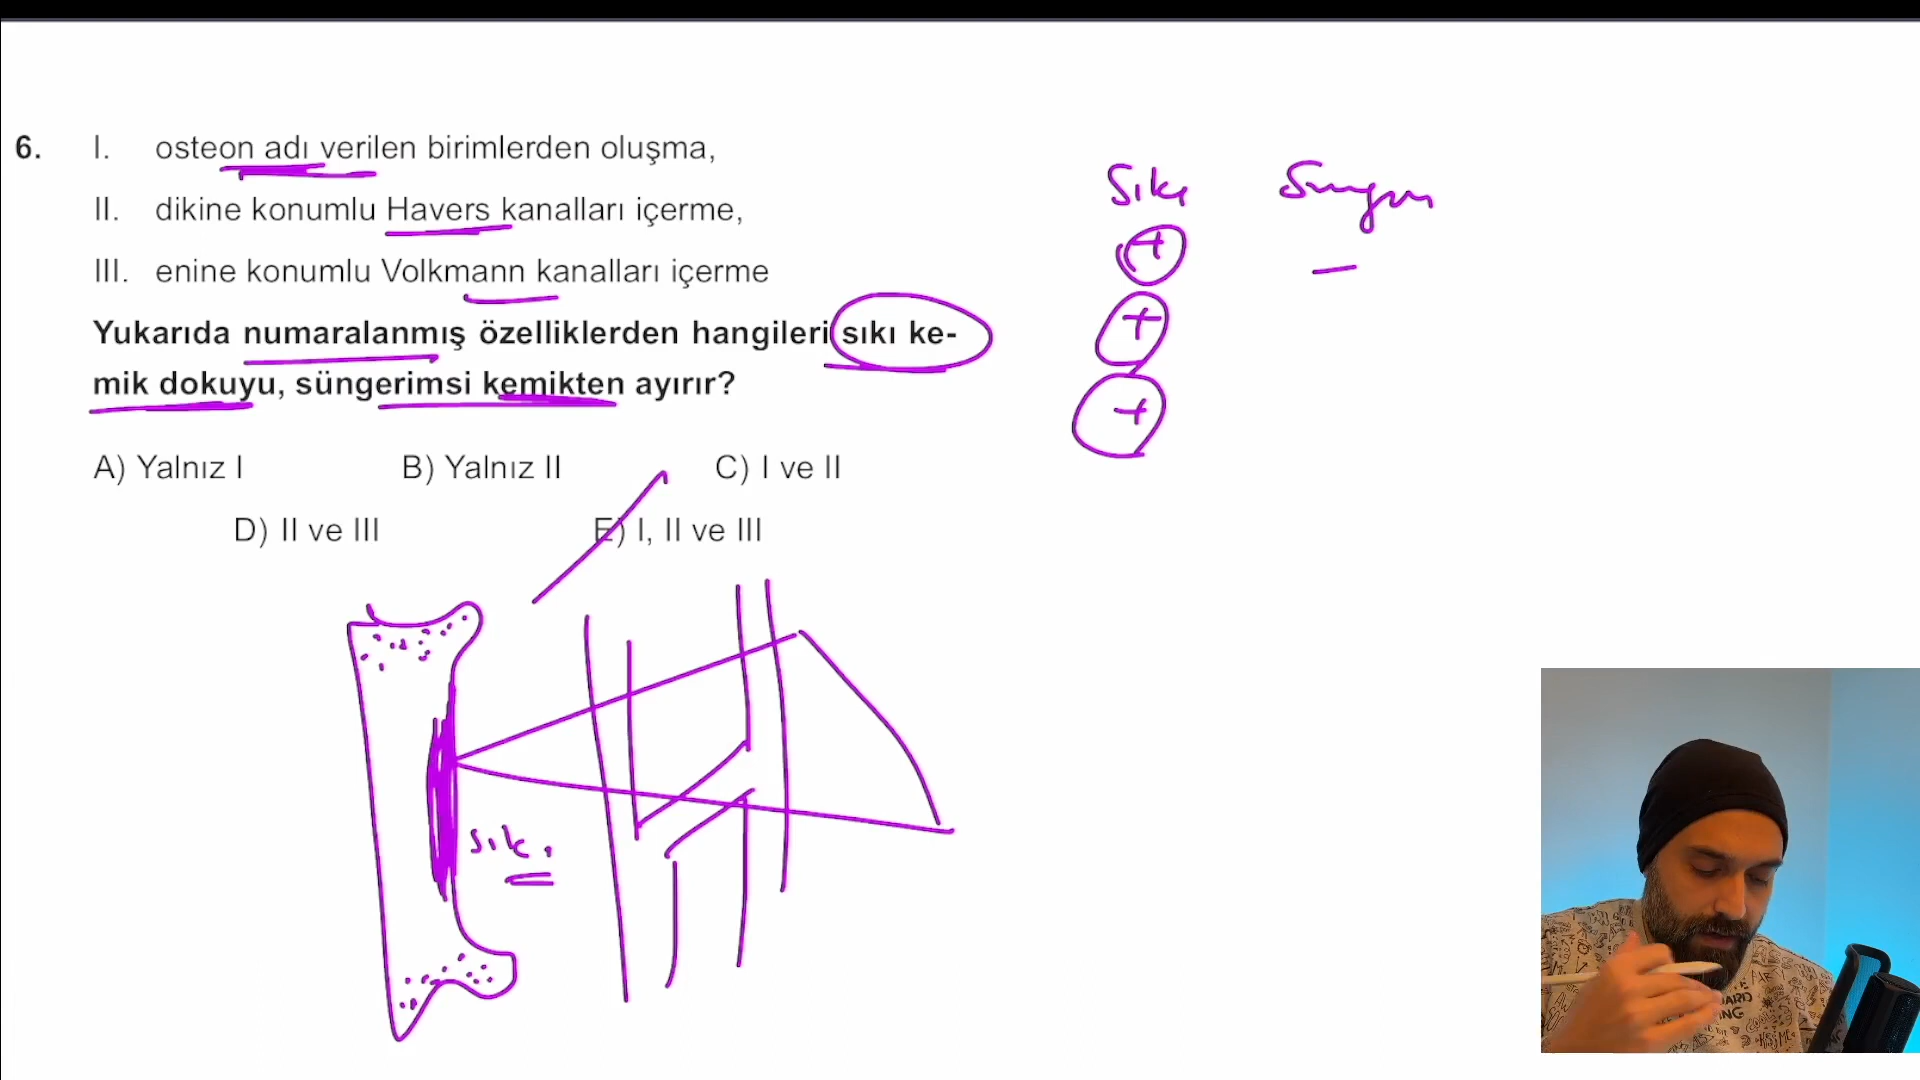 6. I. osteon adı verilen birimlerden oluşma,
II. dikine konumlu Havers kanalları içerme,
III. enine konumlu Volkmann kanalları içerme
Yukarıda numaralanmış özelliklerden hangileri sıkı ke-
mik dokuyu, süngerimsi kemikten ayırır?
A) Yalnız I B) Yalnız II C) I ve II
D) II ve III E) I, II ve III
Sıkı
+ –
+
+
sıkı